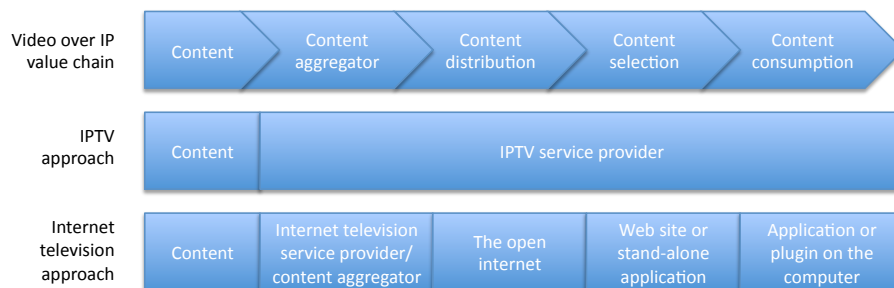 Video over IP
value chain
Content
Content
aggregator
Content
distribution
Content
selection
Content
consumption
IPTV
approach
Content
IPTV service provider
Internet
television
approach
Content
Internet television
service provider/
content aggregator
The open
internet
Web site or
stand-alone
application
Application or
plugin on the
computer